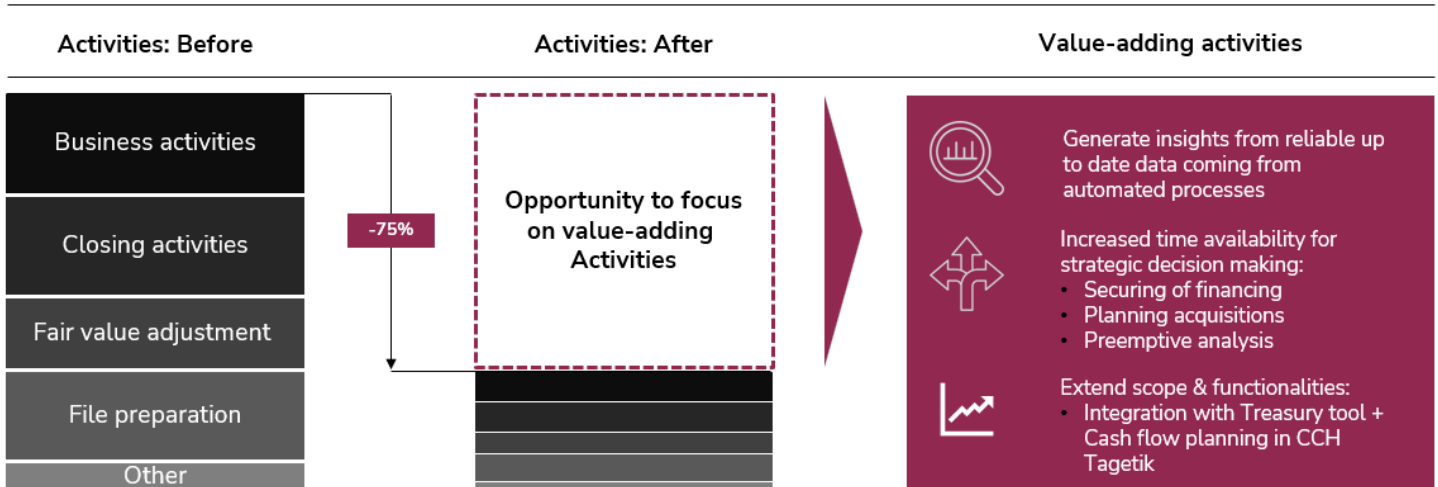 Activities: Before
Activities: After
Value-adding activities
Business activities
Closing activities
Fair value adjustment
File preparation
Other
-75%
Opportunity to focus
on value-adding
Activities
Generate insights from reliable up
to date data coming from
automated processes
Increased time availability for
strategic decision making:
• Securing of financing
• Planning acquisitions
• Preemptive analysis
Extend scope & functionalities:
• Integration with Treasury tool +
Cash flow planning in CCH
Tagetik